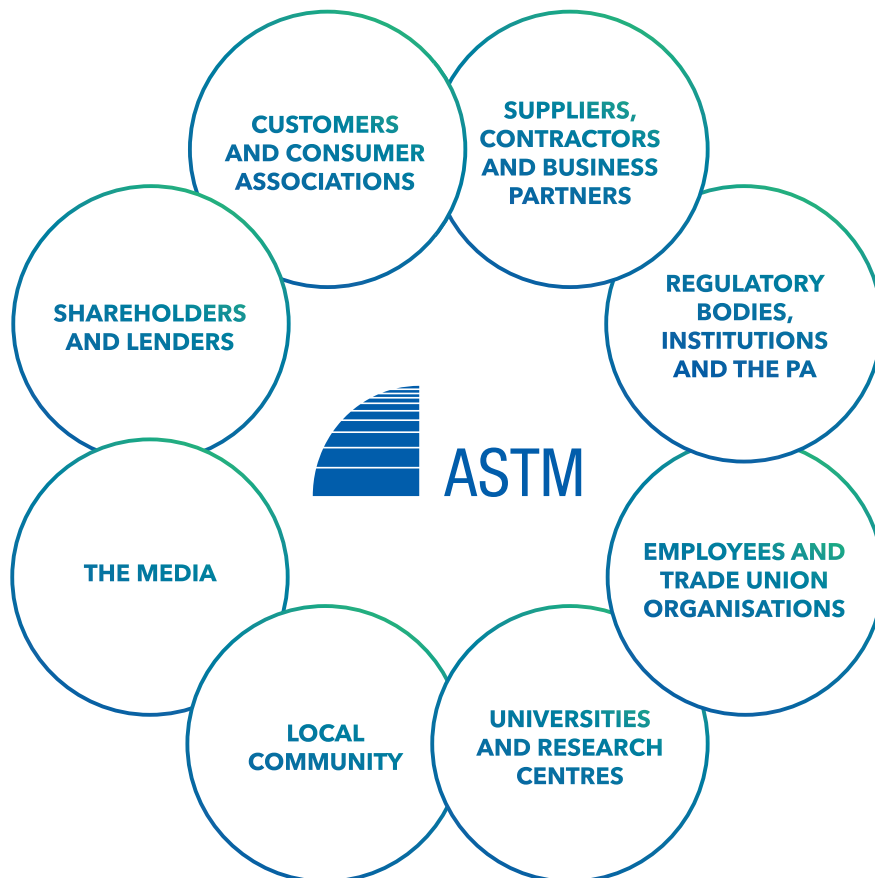 CUSTOMERS
AND CONSUMER
ASSOCIATIONS
SUPPLIERS,
CONTRACTORS
AND BUSINESS
PARTNERS
SHAREHOLDERS
AND LENDERS
REGULATORY
BODIES,
INSTITUTIONS
AND THE PA
ASTM
THE MEDIA
EMPLOYEES AND
TRADE UNION
ORGANISATIONS
LOCAL
COMMUNITY
UNIVERSITIES
AND RESEARCH
CENTRES